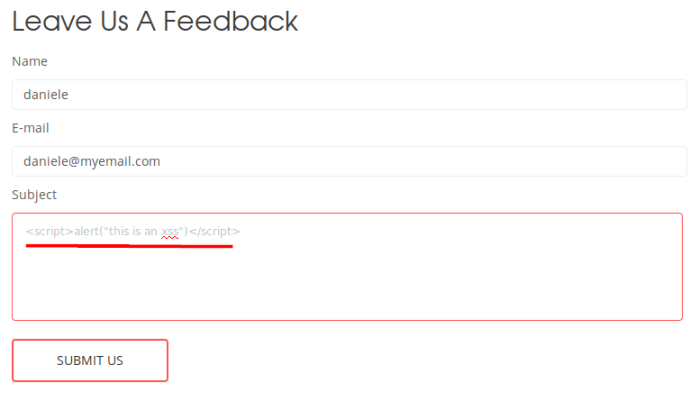 Leave Us A Feedback
Name
daniele
E-mail
daniele@myemail.com
Subject
<script>alert("this is an xss")</script>
SUBMIT US